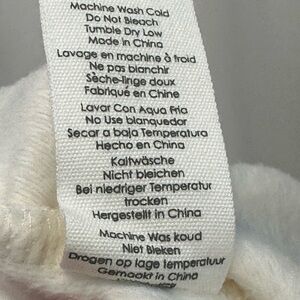 Machine Wash Cold
Do Not Bleach
Tumble Dry Low
Made in China
Lavage en machine à froid
Ne pas blanchir
Sèche-linge doux
Fabriqué en Chine
Lavar Con Aqua Fria
No Use blanquedor
Secar a baja Temperatura
Hecho en China
Kaltwäsche
Nicht bleichen
Bei niedriger Temperatur
trocken
Hergestellt in China
Machine Was koud
Niet Bleken
Drogen op lage temperatuur
Gemaakt in China